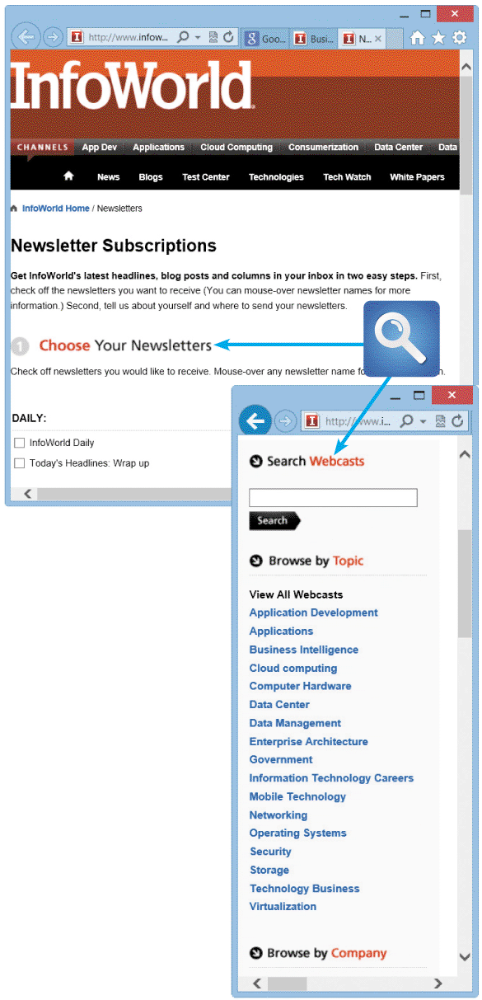 http://www.infow...
Goo...
Busi...
N...
InfoWorld
CHANNELS App Dev Applications Cloud Computing Consumerization Data Center Data
News Blogs Test Center Technologies Tech Watch White Papers
InfoWorld Home / Newsletters
Newsletter Subscriptions
Get InfoWorld's latest headlines, blog posts and columns in your inbox in two easy steps. First,
check off the newsletters you want to receive (You can mouse-over newsletter names for more
information.) Second, tell us about yourself and where to send your newsletters.
1 Choose Your Newsletters
Check off newsletters you would like to receive. Mouse-over any newsletter name
DAILY:
InfoWorld Daily
Today's Headlines: Wrap up
http://www.i...
Search Webcasts
Search
Browse by Topic
View All Webcasts
Application Development
Applications
Business Intelligence
Cloud computing
Computer Hardware
Data Center
Data Management
Enterprise Architecture
Government
Information Technology Careers
Mobile Technology
Networking
Operating Systems
Security
Storage
Technology Business
Virtualization
Browse by Company